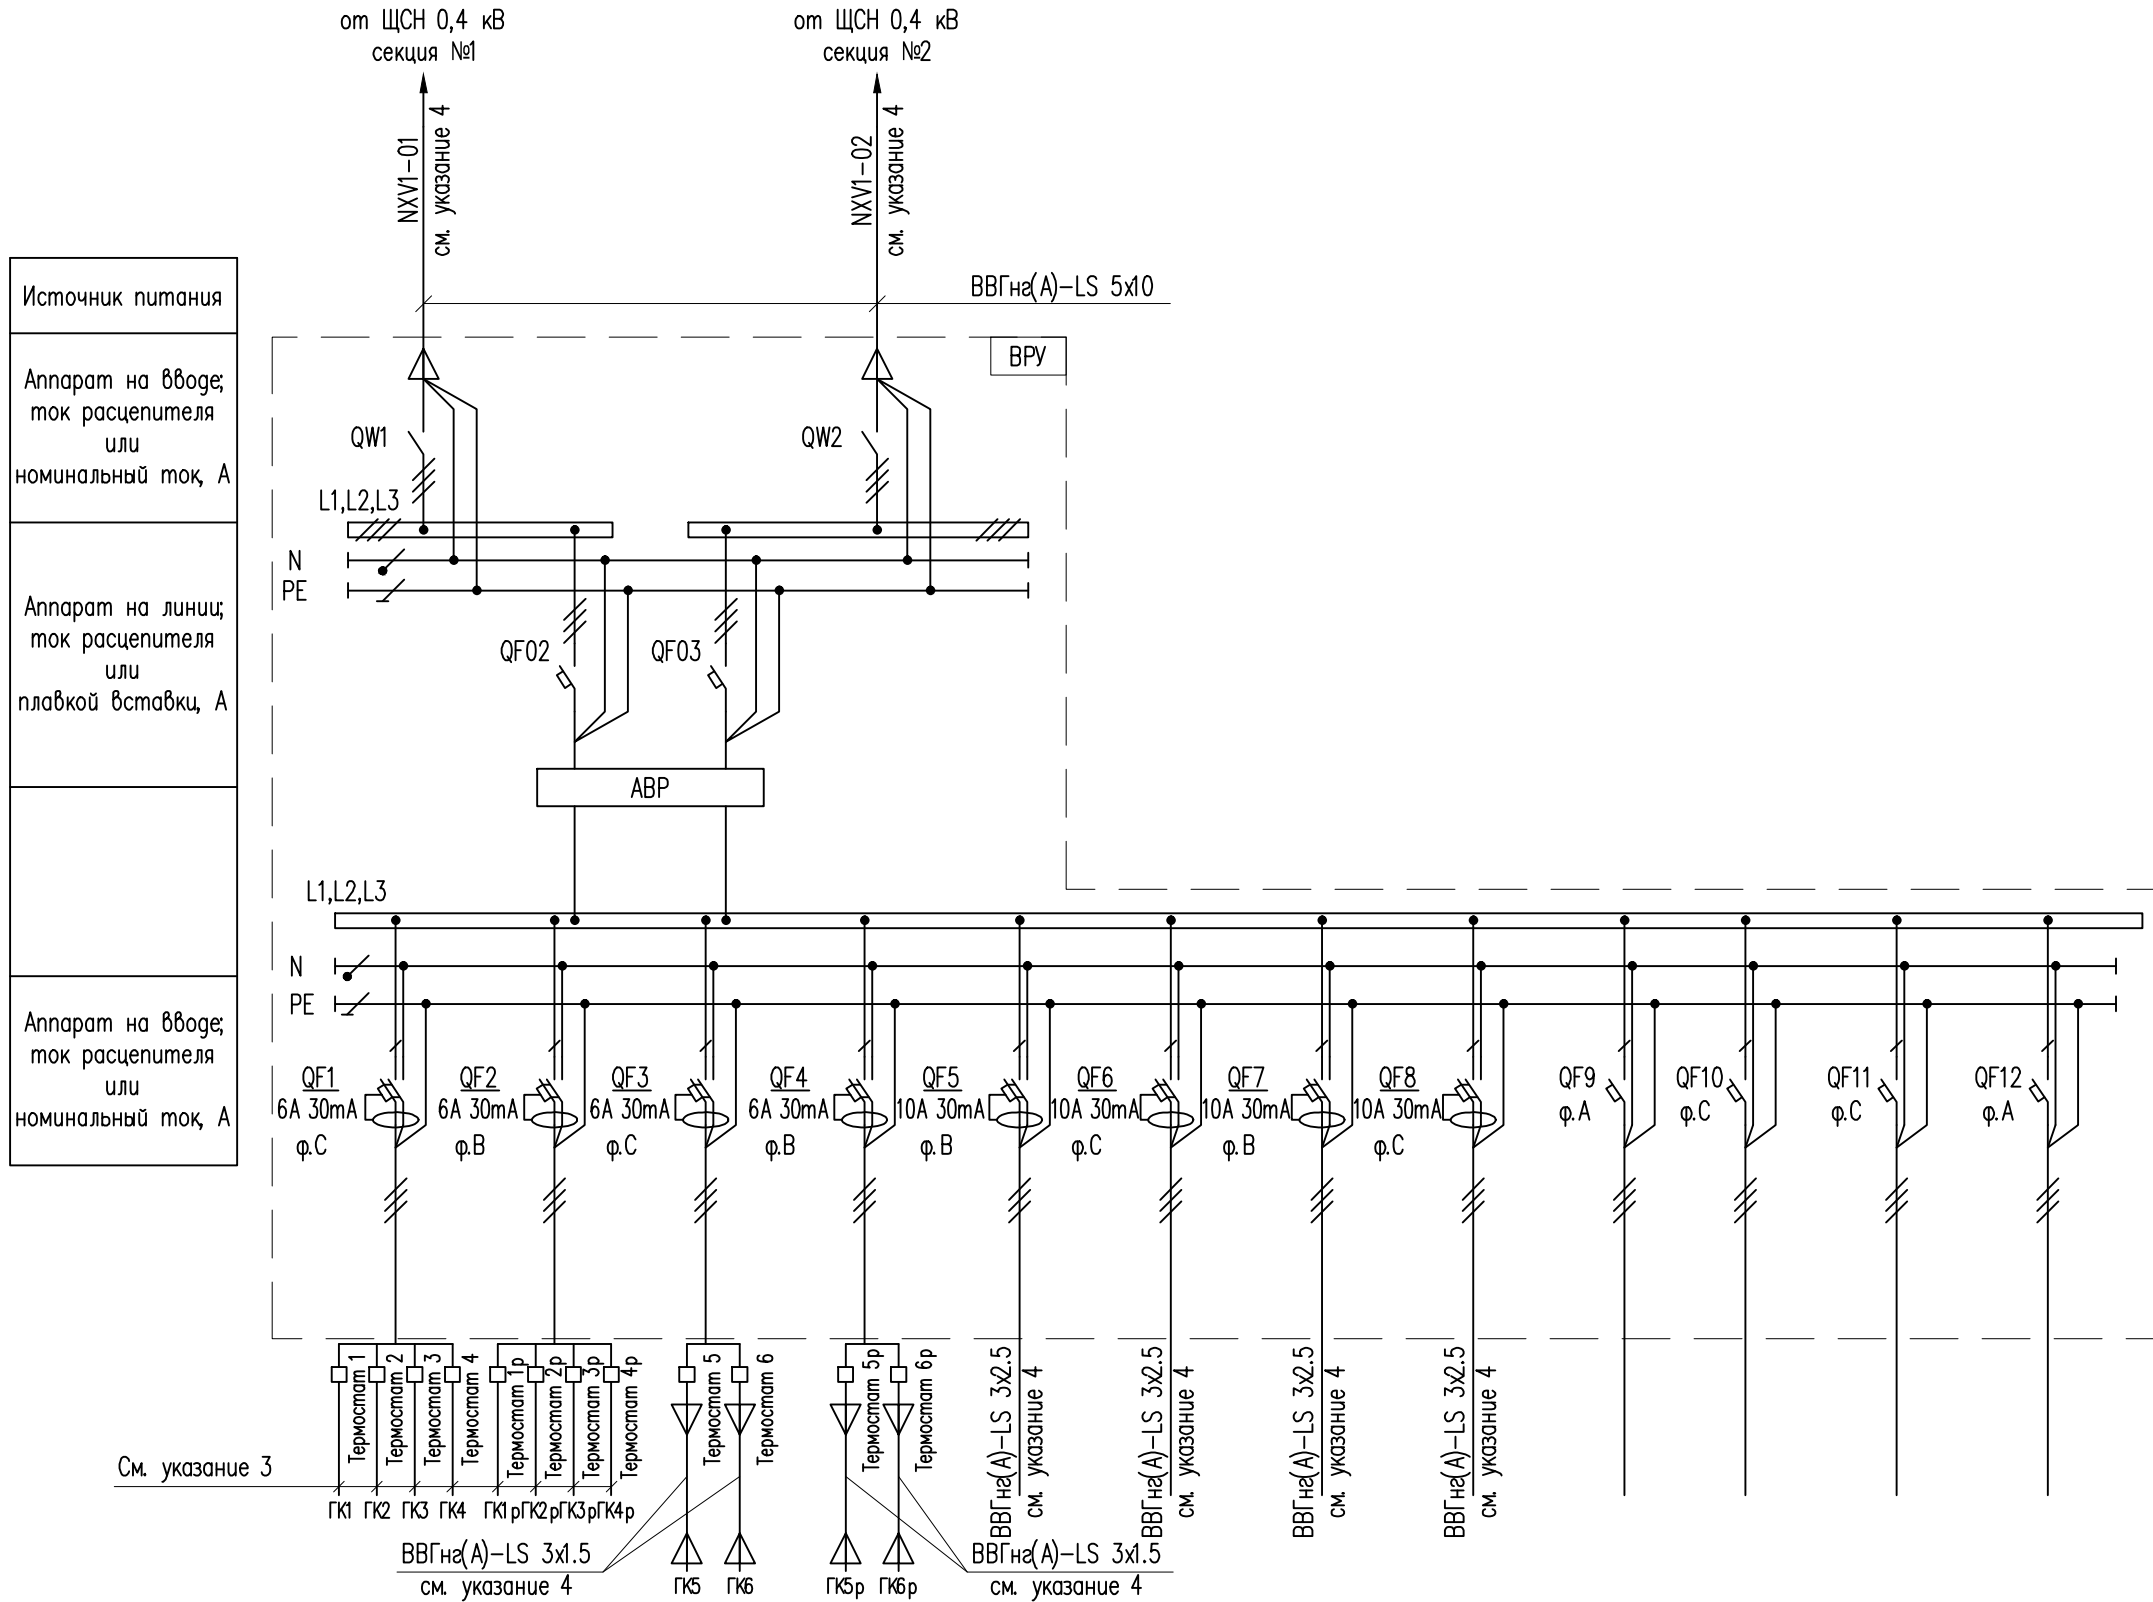 от ЩСН 0,4 кВ
секция №1
от ЩСН 0,4 кВ
секция №2
NXV1-01
см. указание 4
NXV1-02
см. указание 4
ВВГнг(А)-LS 5х10
ВРУ
Источник питания
Аппарат на вводе;
ток расцепителя
или
номинальный ток, А
Аппарат на линии;
ток расцепителя
или
плавкой вставки, А
Аппарат на вводе;
ток расцепителя
или
номинальный ток, А
QW1
QW2
L1,L2,L3
N
PE
QF02
QF03
АВР
L1,L2,L3
N
PE
QF1
6А 30mA
ф.С
QF2
6А 30mA
ф.В
QF3
6А 30mA
ф.С
QF4
6А 30mA
ф.В
QF5
10А 30mA
ф.В
QF6
10А 30mA
ф.С
QF7
10А 30mA
ф.В
QF8
10А 30mA
ф.С
QF9
ф.А
QF10
ф.С
QF11
ф.С
QF12
ф.А
Термостат 1
Термостат 2
Термостат 3
Термостат 4
Термостат 1р
Термостат 2р
Термостат 3р
Термостат 4р
Термостат 5
Термостат 6
Термостат 5р
Термостат 6р
ВВГнг(А)-LS 3х2.5
см. указание 4
ВВГнг(А)-LS 3х2.5
см. указание 4
ВВГнг(А)-LS 3х2.5
см. указание 4
ВВГнг(А)-LS 3х2.5
см. указание 4
См. указание 3
ГК1
ГК2
ГК3
ГК4
ГК1р
ГК2р
ГК3р
ГК4р
ВВГнг(А)-LS 3х1.5
см. указание 4
ГК5
ГК6
ГК5р
ГК6р
ВВГнг(А)-LS 3х1.5
см. указание 4